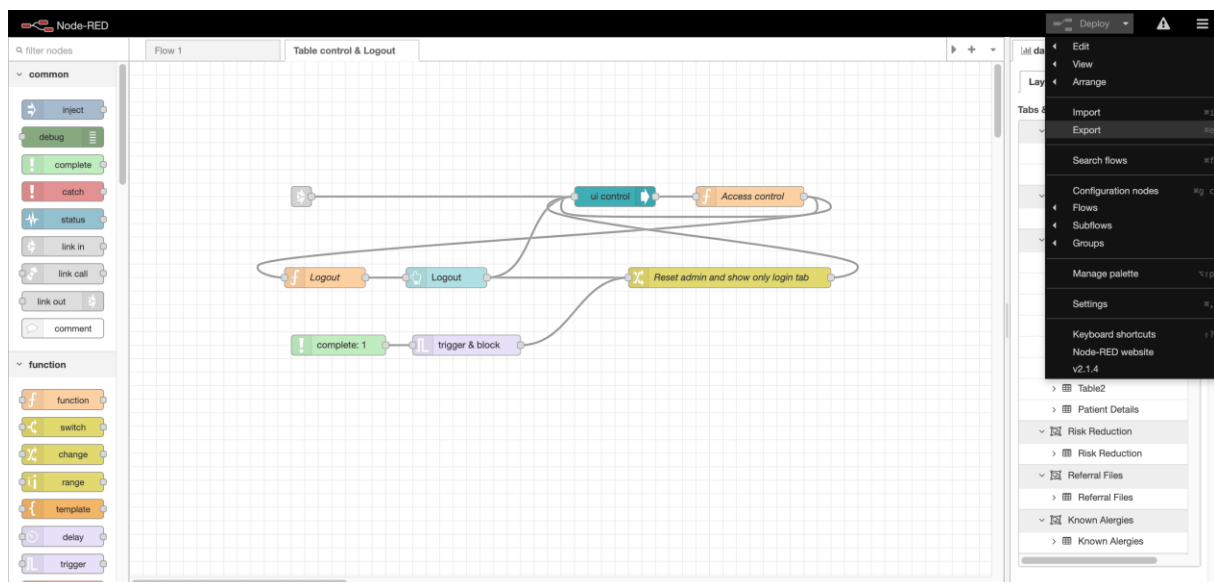 Node-RED
Deploy
filter nodes
Flow 1
Table control & Logout
common
inject
debug
complete
catch
status
link in
link call
link out
comment
function
function
switch
change
range
template
delay
trigger
ui control
Access control
Logout
Logout
Reset admin and show only login tab
complete: 1
trigger & block
da
Lay
Tabs &
Edit
View
Arrange
Import
Export
Search flows
Configuration nodes
Flows
Subflows
Groups
Manage palette
Settings
Keyboard shortcuts
Node-RED website
v2.1.4
Table2
Patient Details
Risk Reduction
Risk Reduction
Referral Files
Referral Files
Known Alergies
Known Alergies